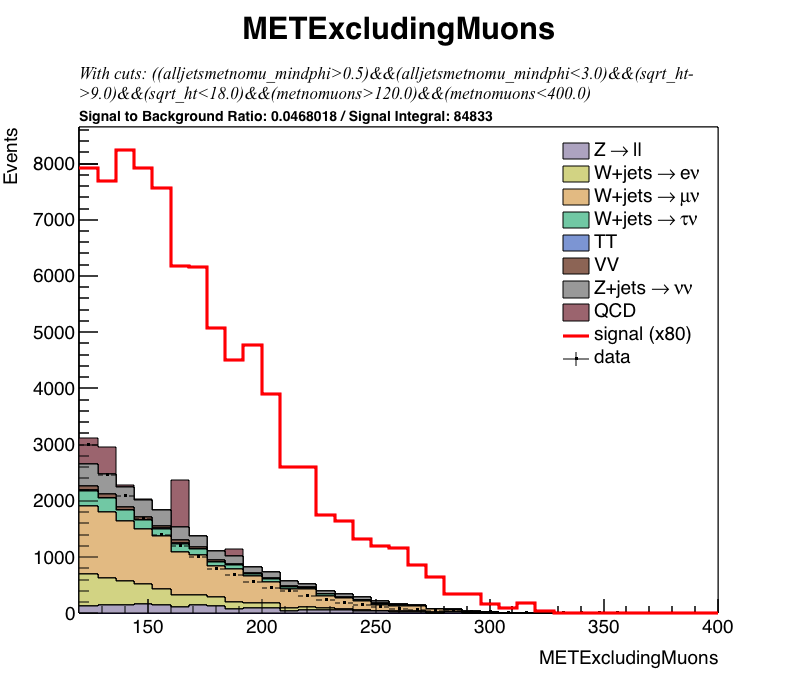 METExcludingMuons
With cuts: ((alljetsmetnomu_mindphi>0.5)&&(alljetsmetnomu_mindphi<3.0)&&(sqrt_ht-
>9.0)&&(sqrt_ht<18.0)&&(metnomuons>120.0)&&(metnomuons<400.0)
Signal to Background Ratio: 0.0468018 / Signal Integral: 84833
Events
8000
7000
6000
5000
4000
3000
2000
1000
0
Z → ll
W+jets → eν
W+jets → μν
W+jets → τν
TT
VV
Z+jets → νν
QCD
signal (x80)
data
150 200 250 300 350 400
METExcludingMuons